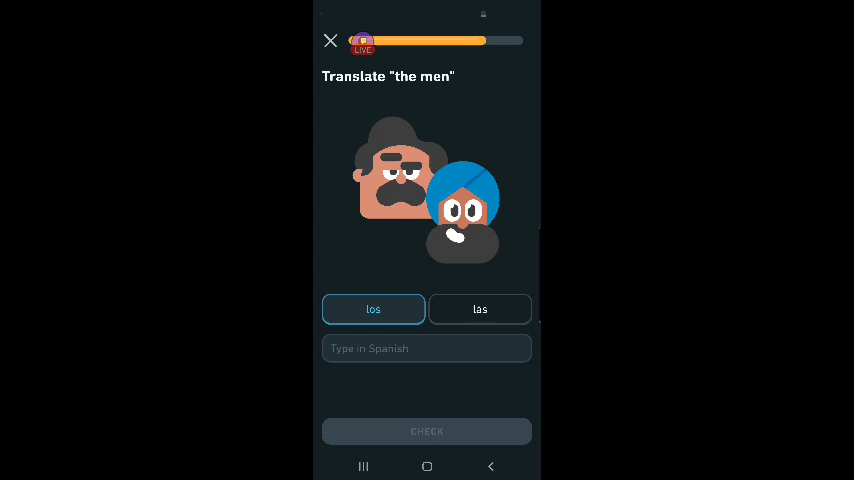 LIVE
Translate "the men"
los
las
Type in Spanish
CHECK